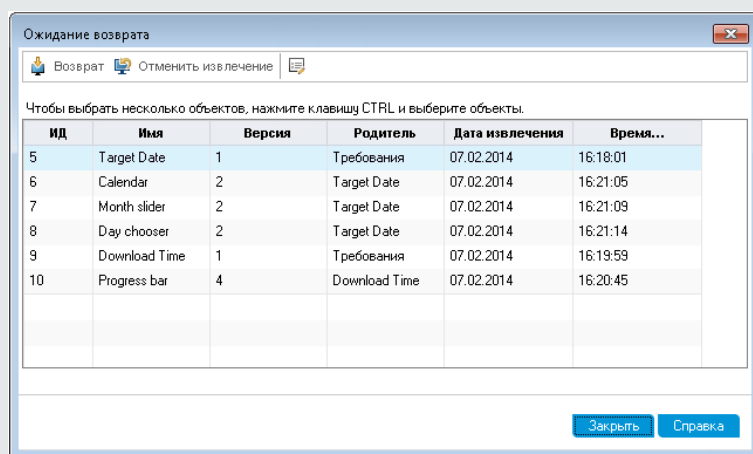 Ожидание возврата
Возврат Отменить извлечение
Чтобы выбрать несколько объектов, нажмите клавишу CTRL и выберите объекты.
ИД Имя Версия Родитель Дата извлечения Время...
5 Target Date 1 Требования 07.02.2014 16:18:01
6 Calendar 2 Target Date 07.02.2014 16:21:05
7 Month slider 2 Target Date 07.02.2014 16:21:09
8 Day chooser 2 Target Date 07.02.2014 16:21:14
9 Download Time 1 Требования 07.02.2014 16:19:59
10 Progress bar 4 Download Time 07.02.2014 16:20:45
Закрыть Справка